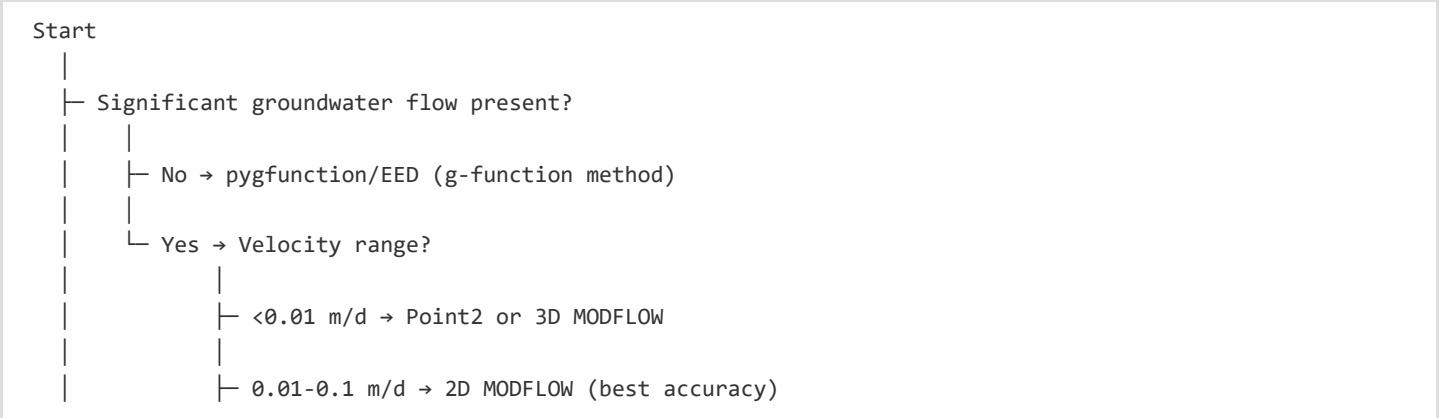 Start
│
├─ Significant groundwater flow present?
│   │
│   ├─ No → pygfunction/EED (g-function method)
│   │
│   └─ Yes → Velocity range?
│         │
│         ├─ <0.01 m/d → Point2 or 3D MODFLOW
│         │
│         ├─ 0.01-0.1 m/d → 2D MODFLOW (best accuracy)